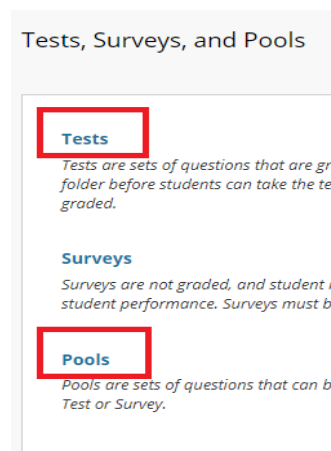 Tests, Surveys, and Pools
Tests
Tests are sets of questions that are
folder before students can take the
graded.
Surveys
Surveys are not graded, and student
student performance. Surveys must
Pools
Pools are sets of questions that can
Test or Survey.